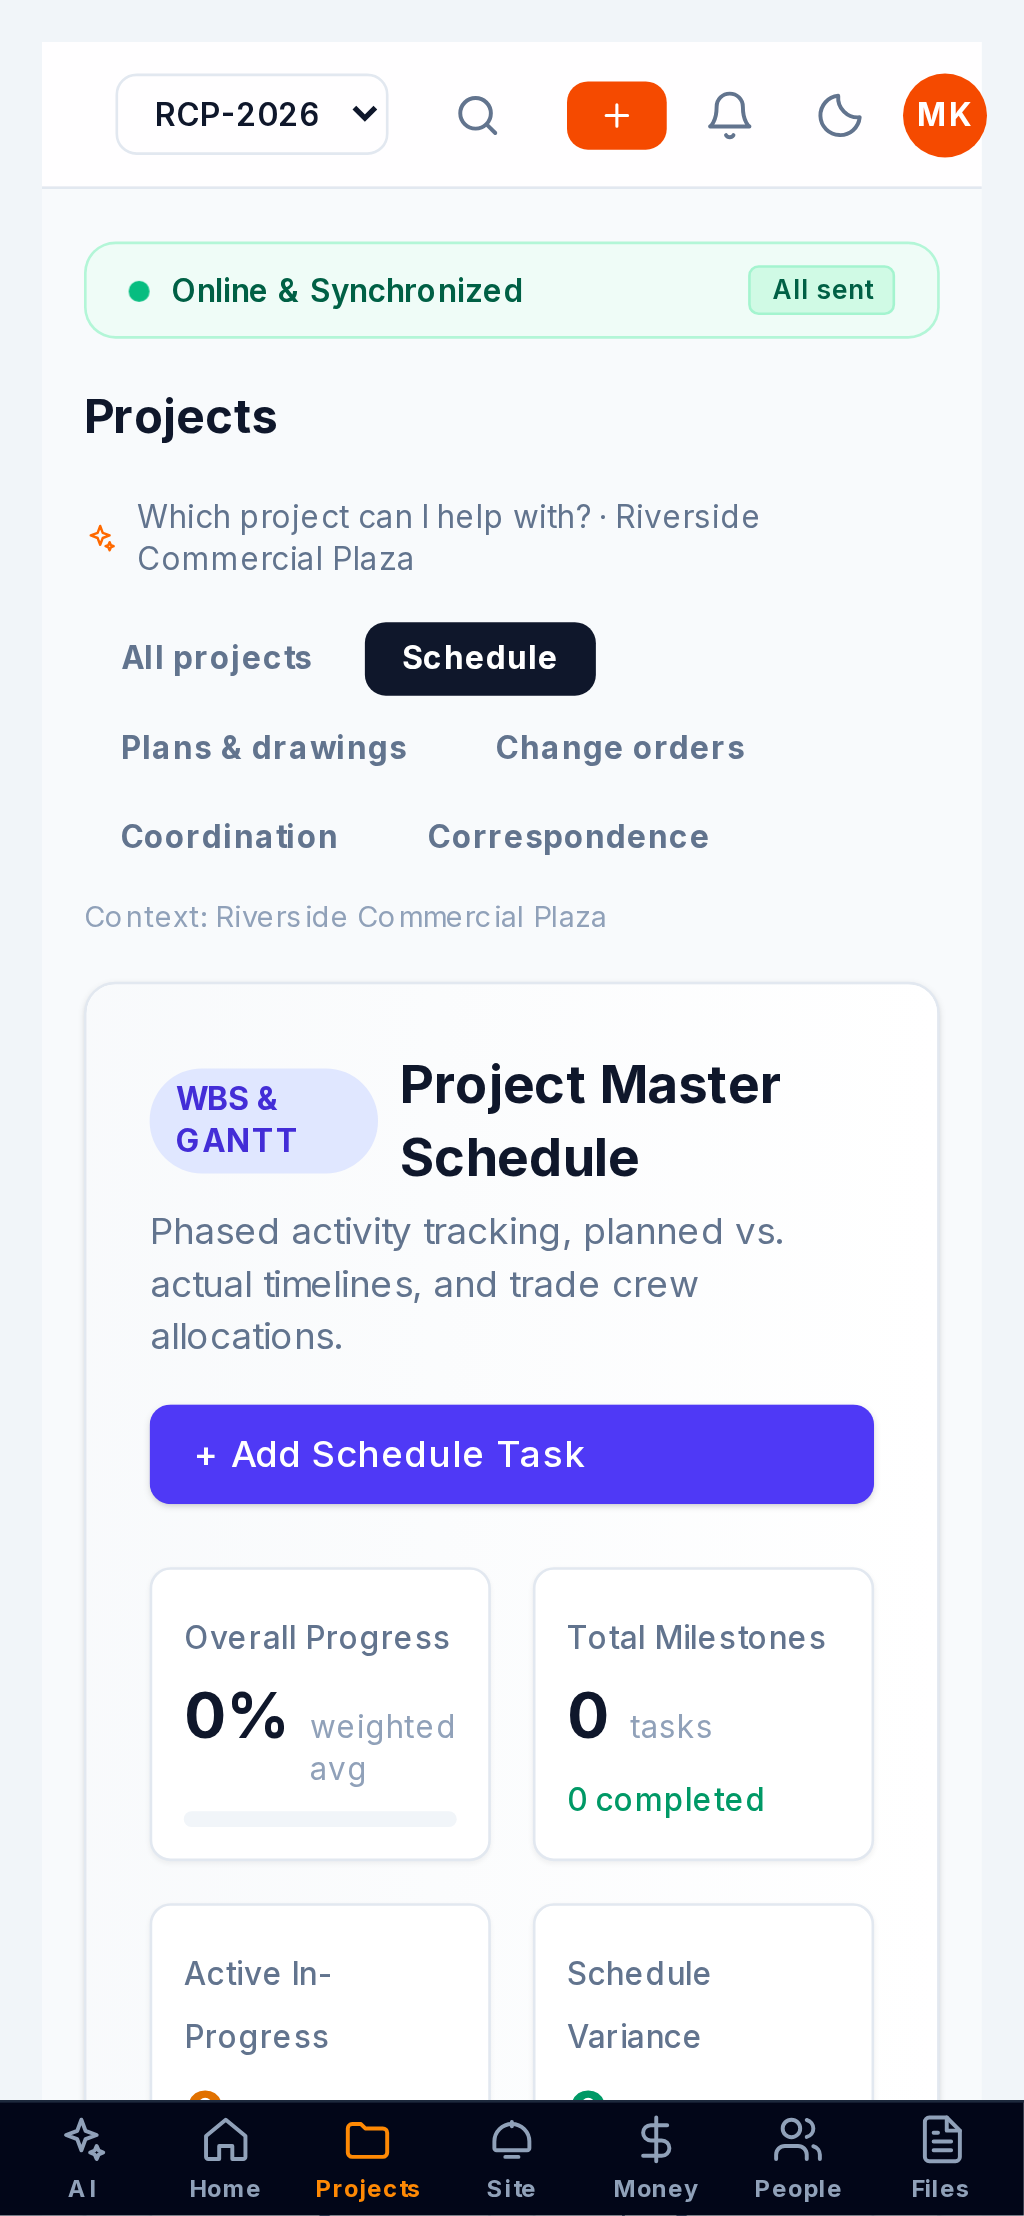 RCP-2026
+
MK
Online & Synchronized
All sent
Projects
Which project can I help with? · Riverside
Commercial Plaza
All projects
Schedule
Plans & drawings
Change orders
Coordination
Correspondence
Context: Riverside Commercial Plaza
WBS &
GANTT
Project Master
Schedule
Phased activity tracking, planned vs.
actual timelines, and trade crew
allocations.
+ Add Schedule Task
Overall Progress
0% weighted
avg
Total Milestones
0 tasks
0 completed
Active In-
Progress
Schedule
Variance
AI
Home
Projects
Site
Money
People
Files